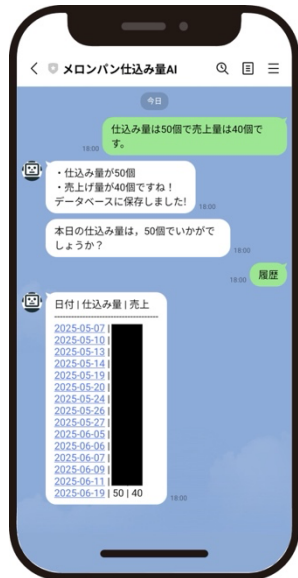 メロンパン仕込み量AI
今日
仕込み量は50個で売上量は40個で
す。
18:00
・仕込み量が50個
・売上げ量が40個ですね！
データベースに保存しました!
18:00
本日の仕込み量は，50個でいかがで
しょうか？
18:00
履歴
18:00
日付 | 仕込み量 | 売上
--------------------------------
2025-05-07 |
2025-05-10 |
2025-05-13 |
2025-05-14 |
2025-05-19 |
2025-05-20 |
2025-05-24 |
2025-05-26 |
2025-05-27 |
2025-06-05 |
2025-06-06 |
2025-06-07 |
2025-06-09 |
2025-06-11 |
2025-06-19 | 50 | 40
18:00